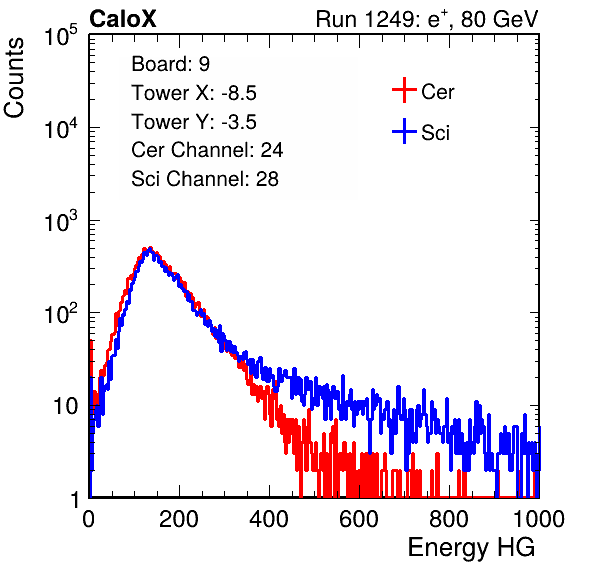 CaloX Run 1249: e⁺, 80 GeV
Counts
Board: 9
Tower X: -8.5
Tower Y: -3.5
Cer Channel: 24
Sci Channel: 28
Cer
Sci
10⁵
10⁴
10³
10²
10
1
0 200 400 600 800 1000
Energy HG